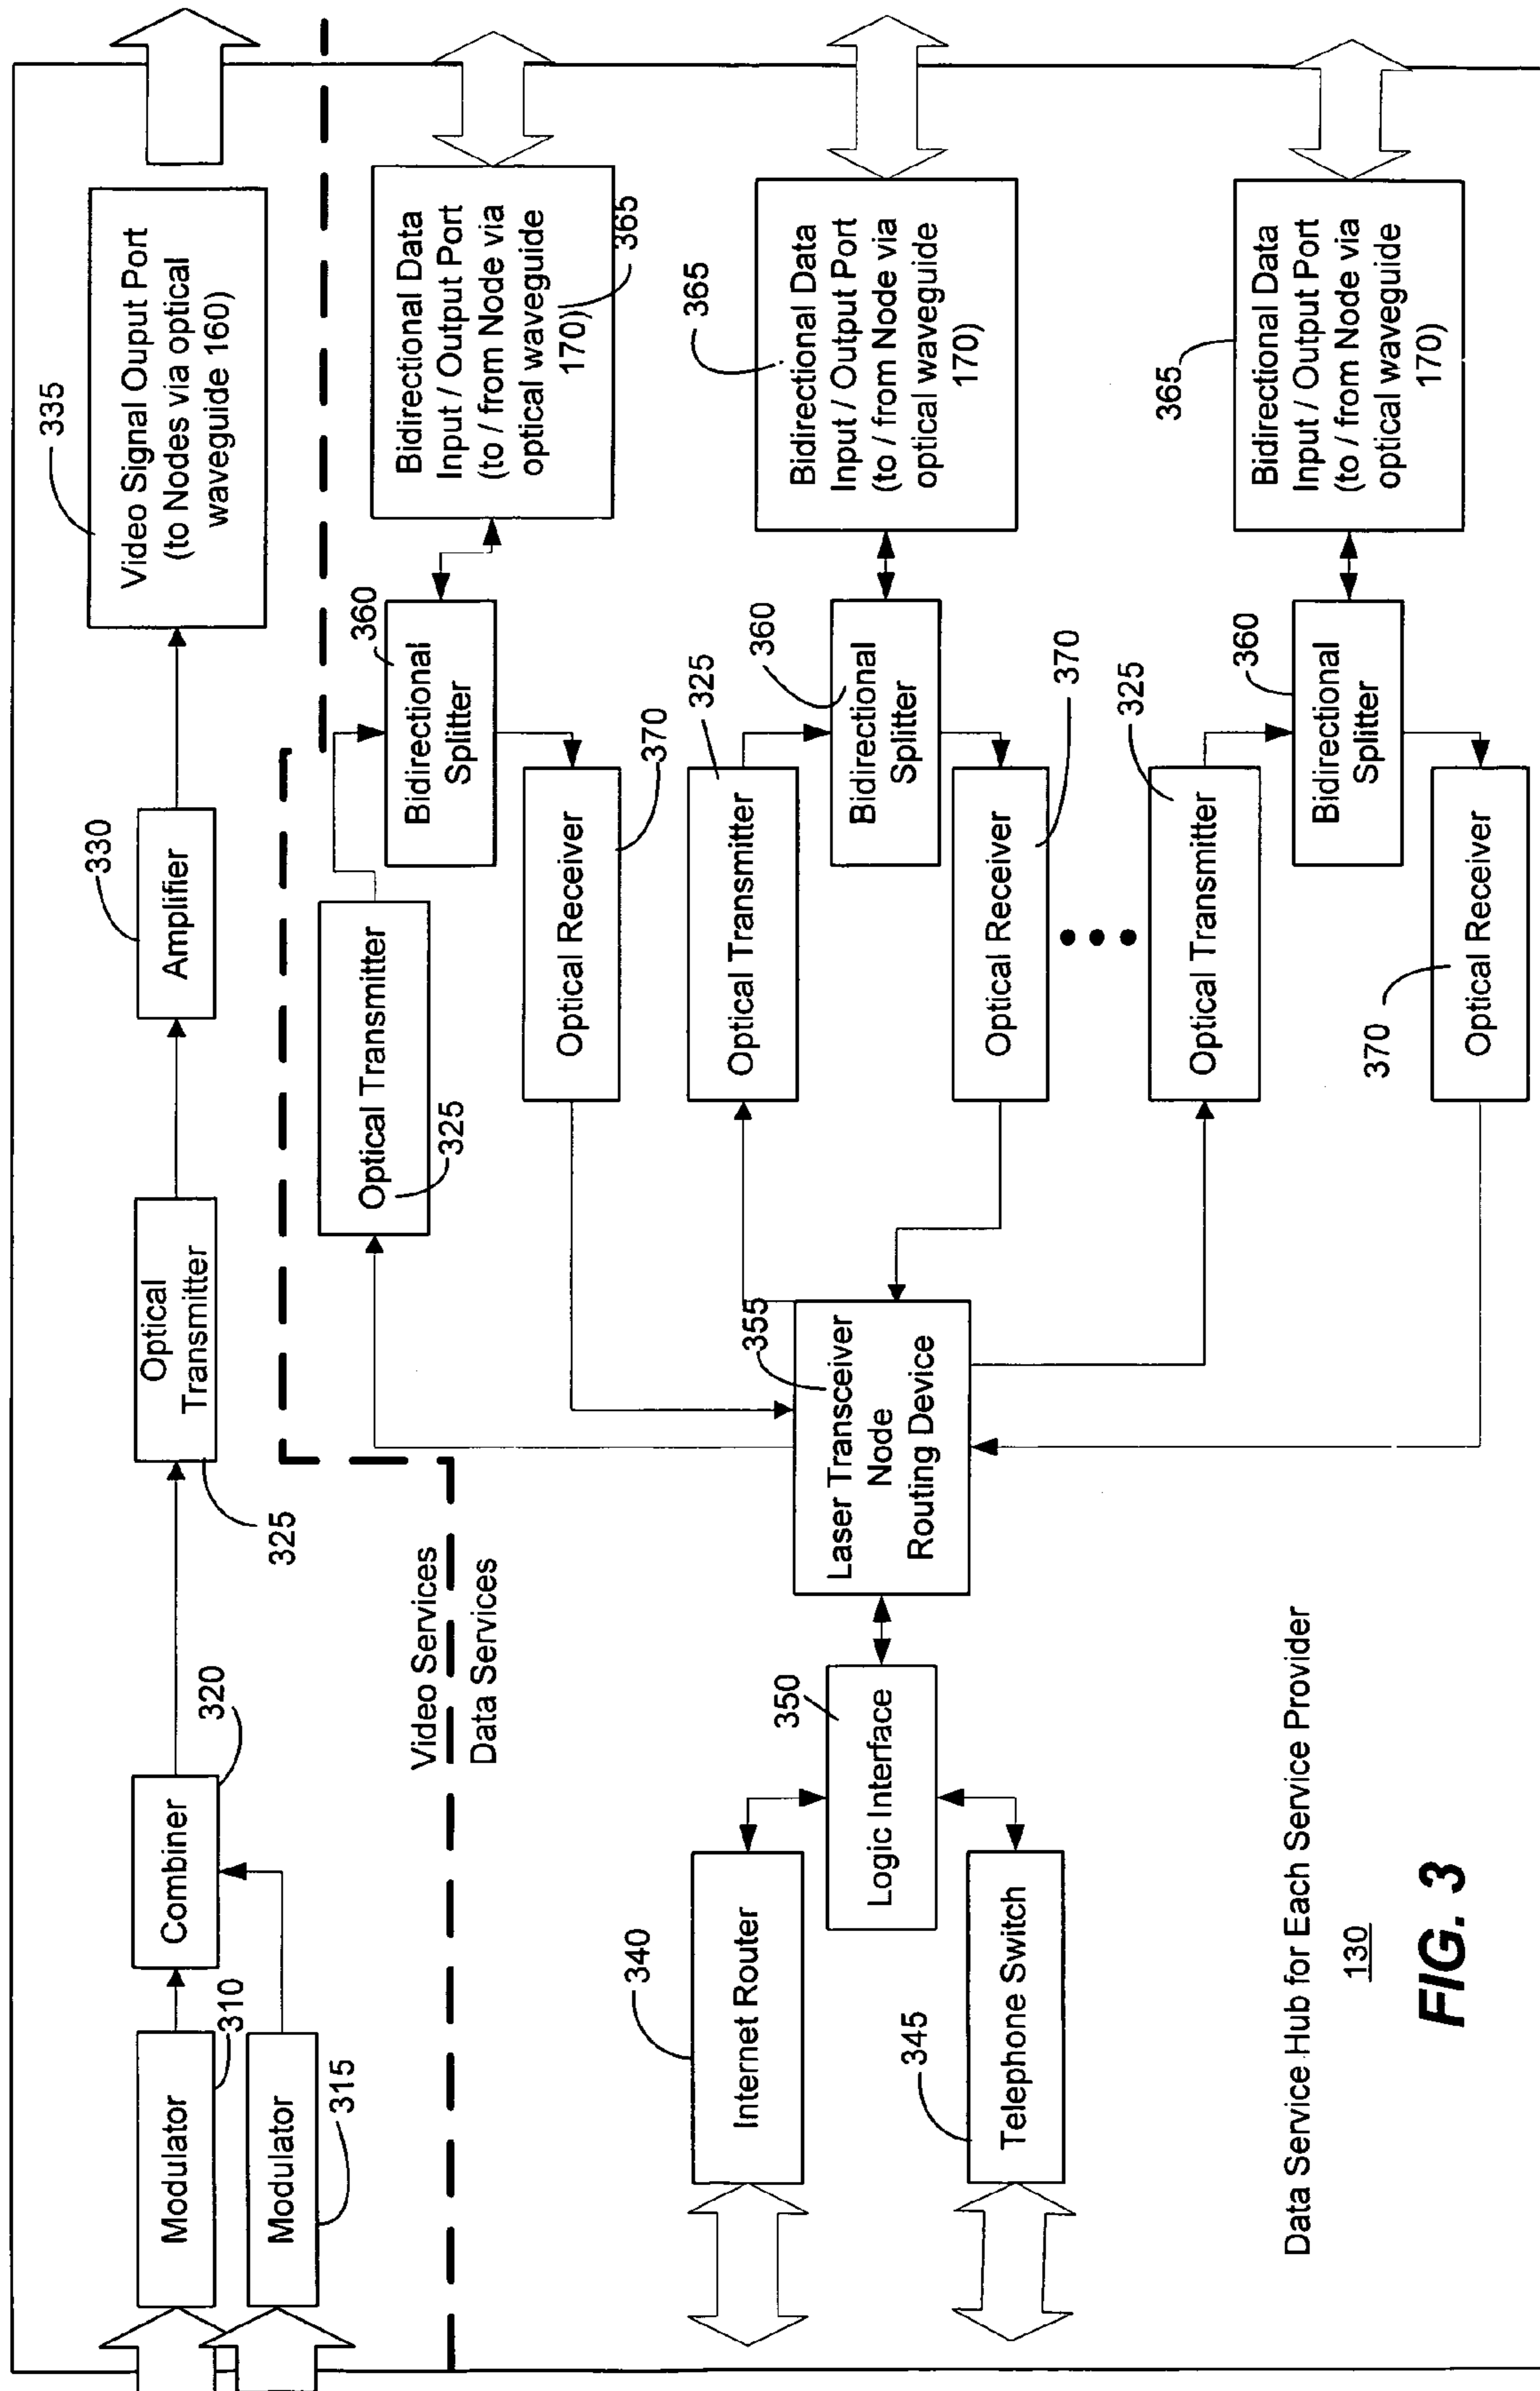 Modulator
310
Modulator
315
Combiner
320
Optical
Transmitter
325
Amplifier
330
335
Video Signal Ouput Port
(to Nodes via optical
waveguide 160)
Video Services
Data Services
Optical Transmitter
325
360
Bidirectional
Splitter
Bidirectional Data
Input / Output Port
(to / from Node via
optical waveguide
170)
365
Optical Receiver
370
340
Internet Router
345
Telephone Switch
350
Logic Interface
355
Laser Transceiver
Node
Routing Device
325
Optical Transmitter
360
Bidirectional
Splitter
365
Bidirectional Data
Input / Output Port
(to / from Node via
optical waveguide
170)
Optical Receiver
370
325
Optical Transmitter
360
Bidirectional
Splitter
365
Bidirectional Data
Input / Output Port
(to / from Node via
optical waveguide
170)
370
Optical Receiver
Data Service Hub for Each Service Provider
130
FIG. 3